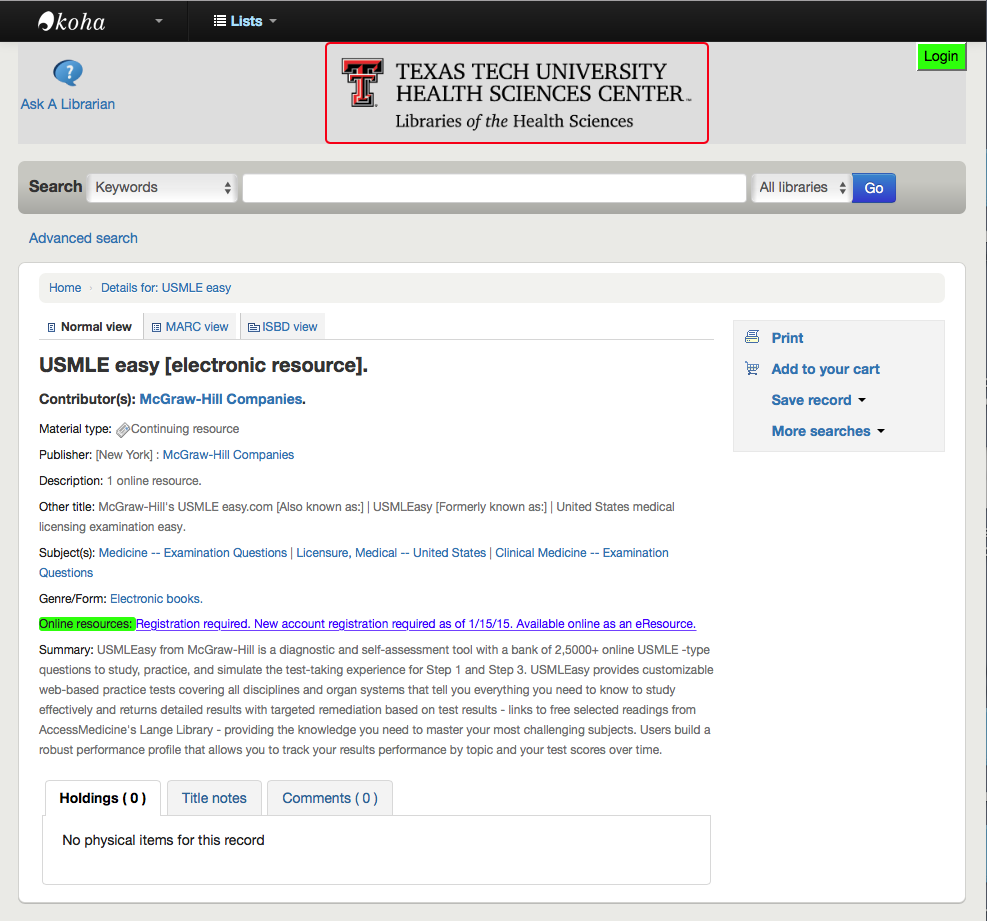 koha
Lists
Login
?
Ask A Librarian
TEXAS TECH UNIVERSITY
HEALTH SCIENCES CENTER™
Libraries of the Health Sciences
Search Keywords All libraries Go
Advanced search
Home · Details for: USMLE easy
Normal view MARC view ISBD view
Print
Add to your cart
Save record
More searches
USMLE easy [electronic resource].
Contributor(s): McGraw-Hill Companies.
Material type: Continuing resource
Publisher: [New York] : McGraw-Hill Companies
Description: 1 online resource.
Other title: McGraw-Hill's USMLE easy.com [Also known as:] | USMLEasy [Formerly known as:] | United States medical
licensing examination easy.
Subject(s): Medicine -- Examination Questions | Licensure, Medical -- United States | Clinical Medicine -- Examination
Questions
Genre/Form: Electronic books.
Online resources: Registration required. New account registration required as of 1/15/15. Available online as an eResource.
Summary: USMLEasy from McGraw-Hill is a diagnostic and self-assessment tool with a bank of 2,5000+ online USMLE -type
questions to study, practice, and simulate the test-taking experience for Step 1 and Step 3. USMLEasy provides customizable
web-based practice tests covering all disciplines and organ systems that tell you everything you need to know to study
effectively and returns detailed results with targeted remediation based on test results - links to free selected readings from
AccessMedicine's Lange Library - providing the knowledge you need to master your most challenging subjects. Users build a
robust performance profile that allows you to track your results performance by topic and your test scores over time.
Holdings ( 0 ) Title notes Comments ( 0 )
No physical items for this record